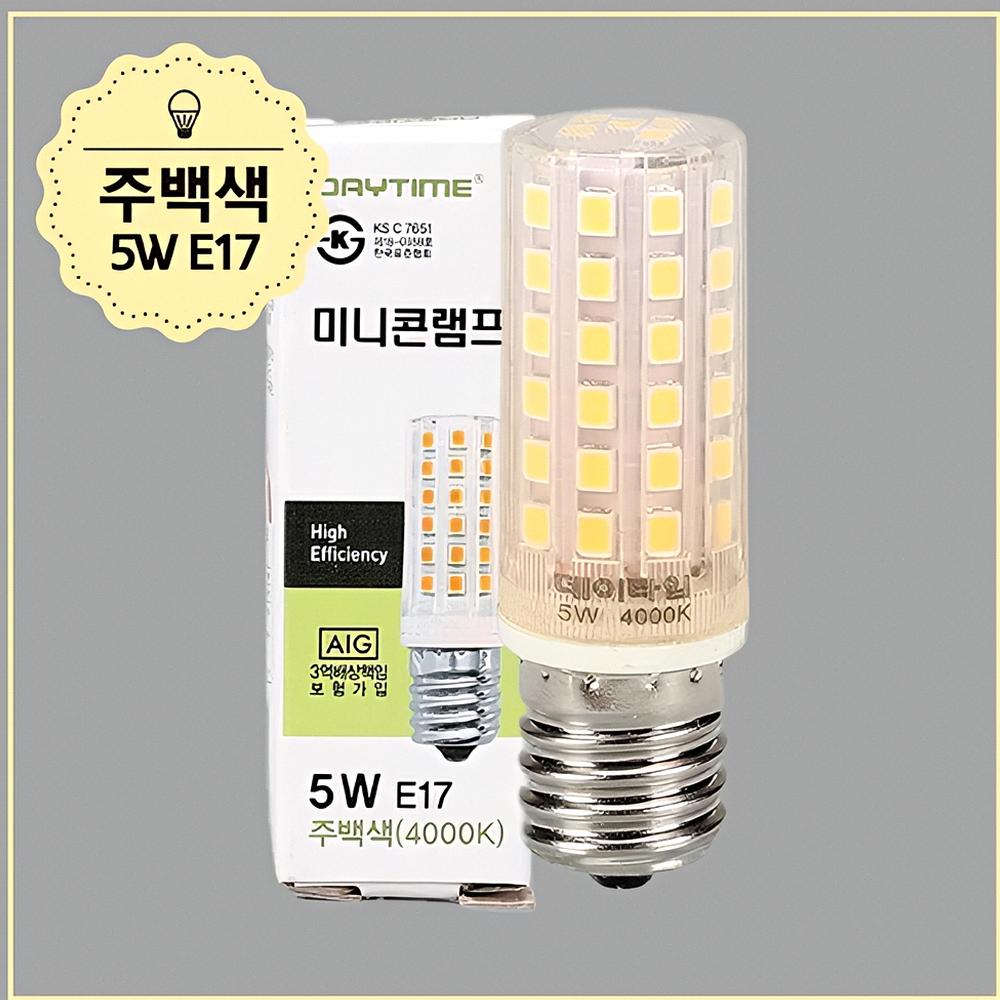 주백색
5W E17
DAYTIME
KS C 7651
미니콘램프
High
Efficiency
AIG
3억배상책임
보험가입
5W E17
주백색(4000K)
데이타임
5W 4000K